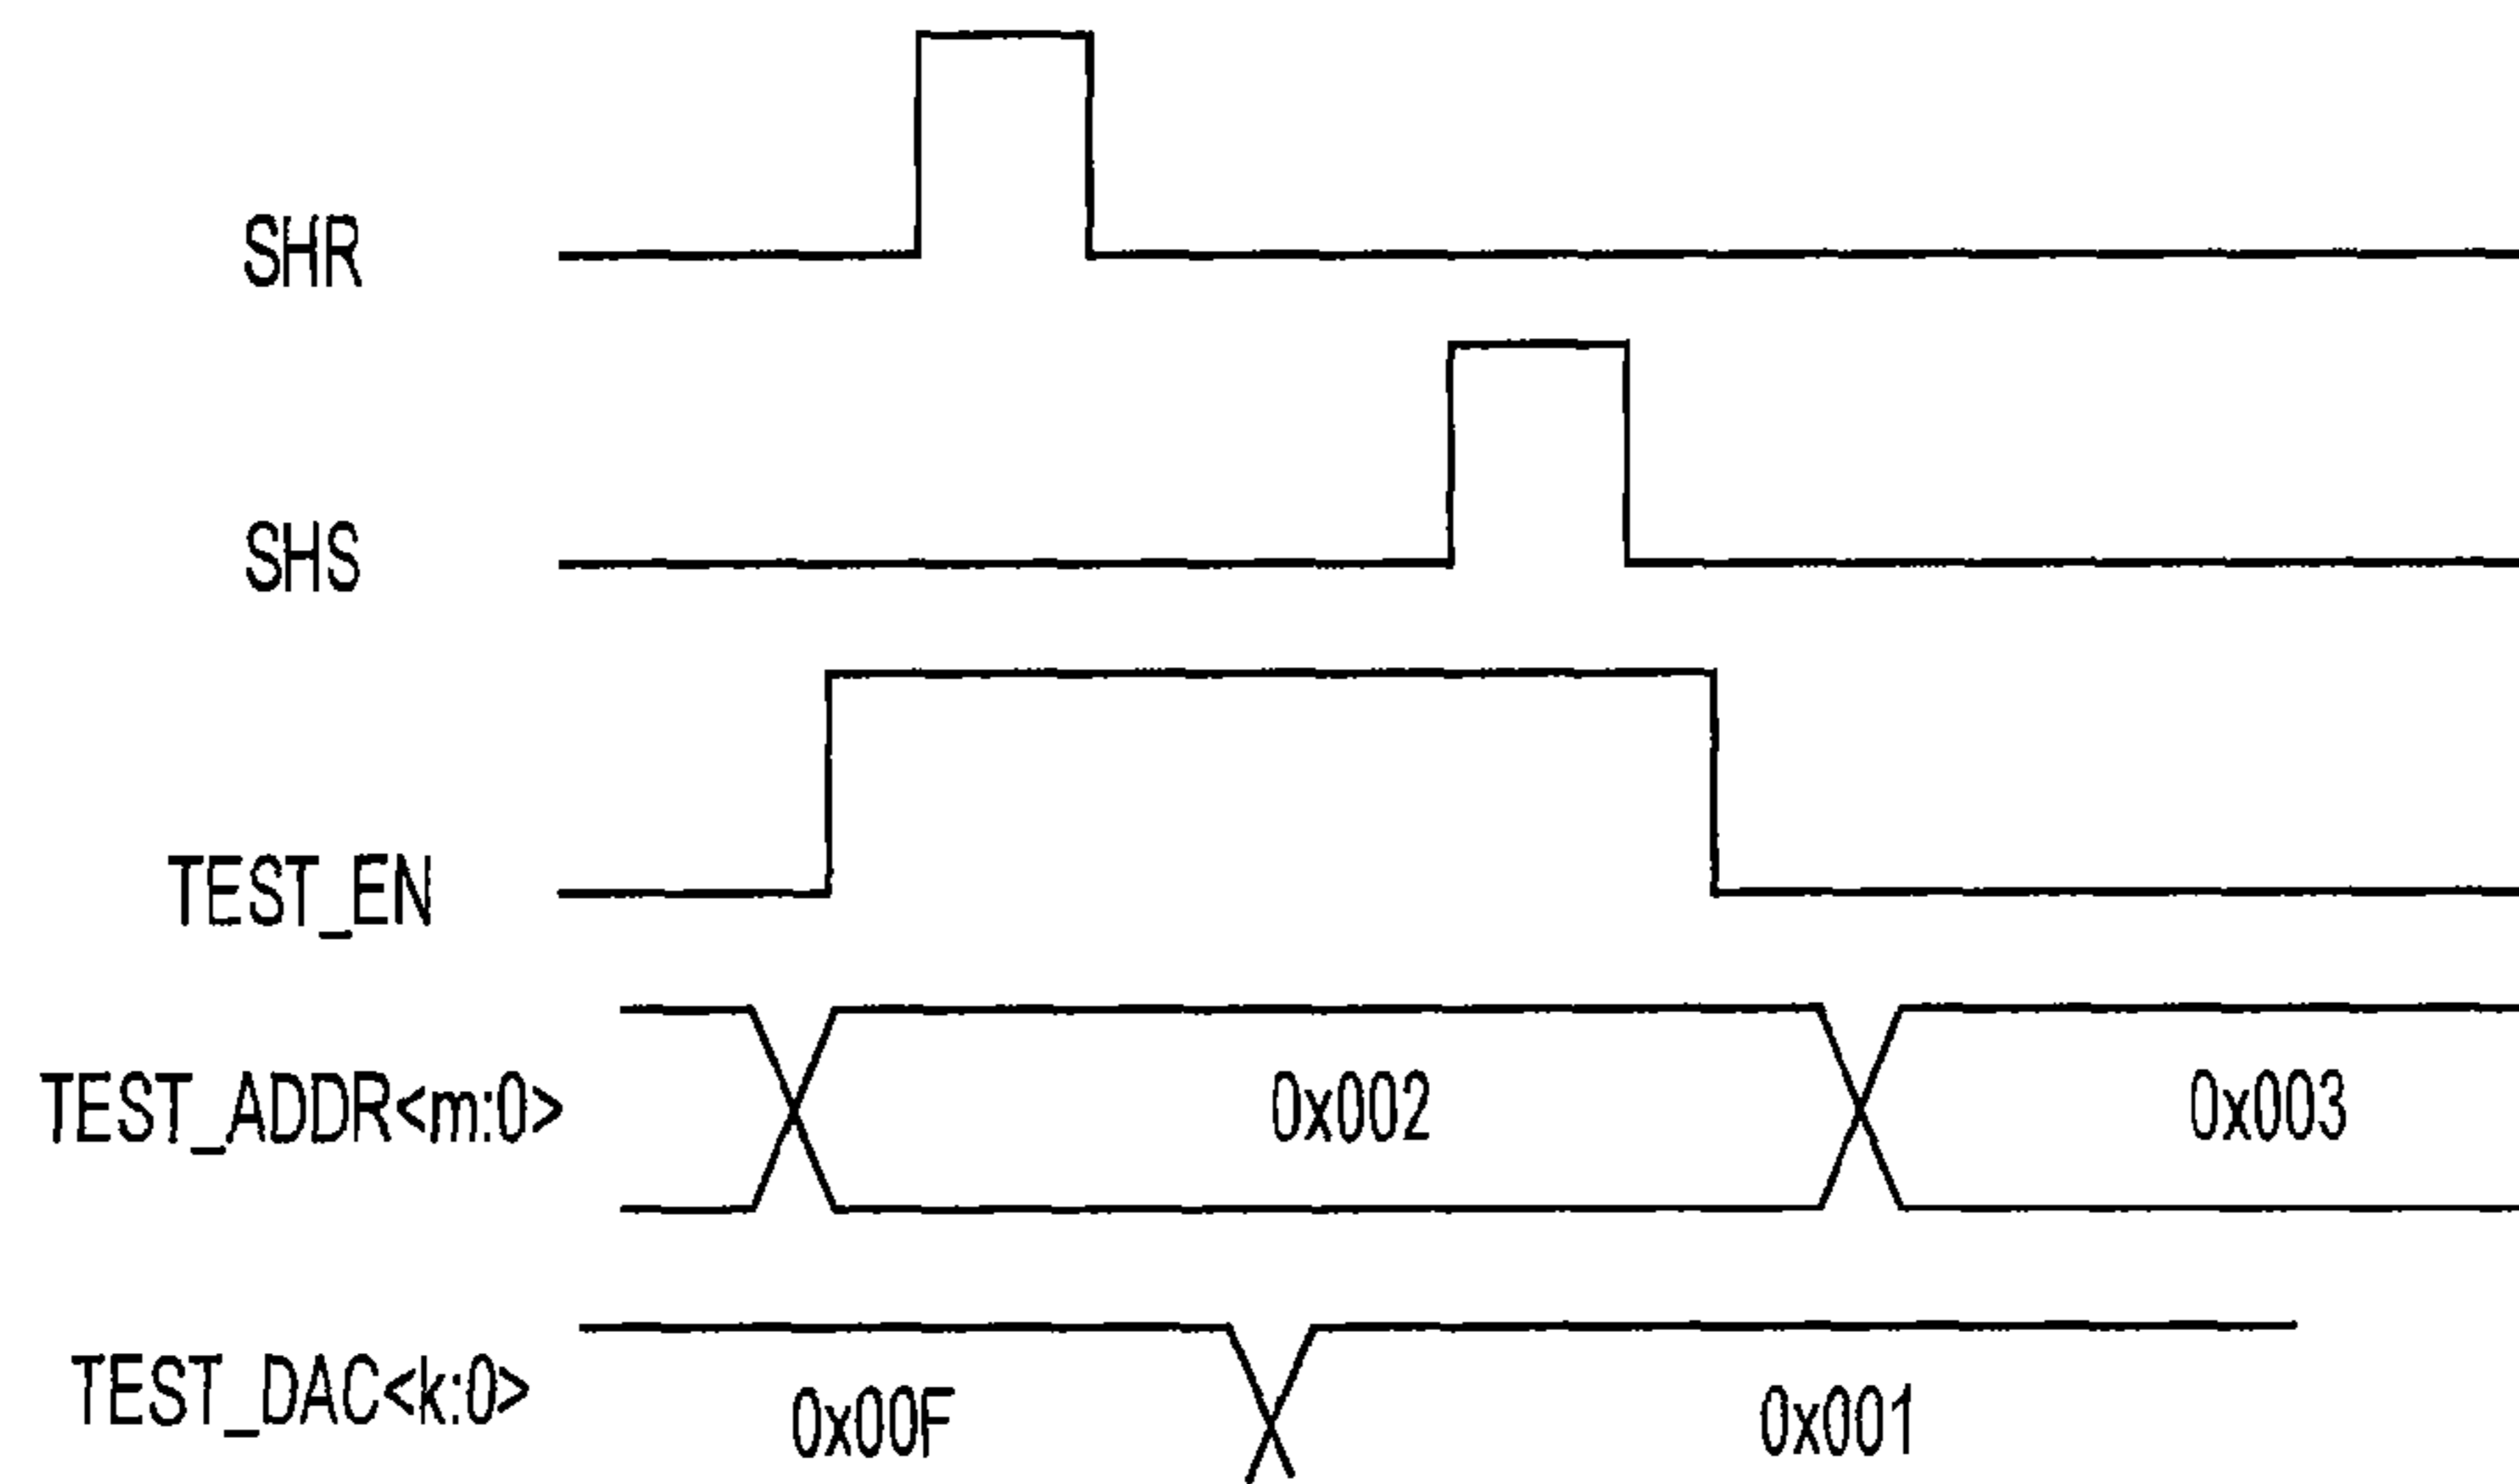 SHR
SHS
TEST_EN
TEST_ADDR<m:0> 0x002 0x003
TEST_DAC<k:0> 0x00F 0x001